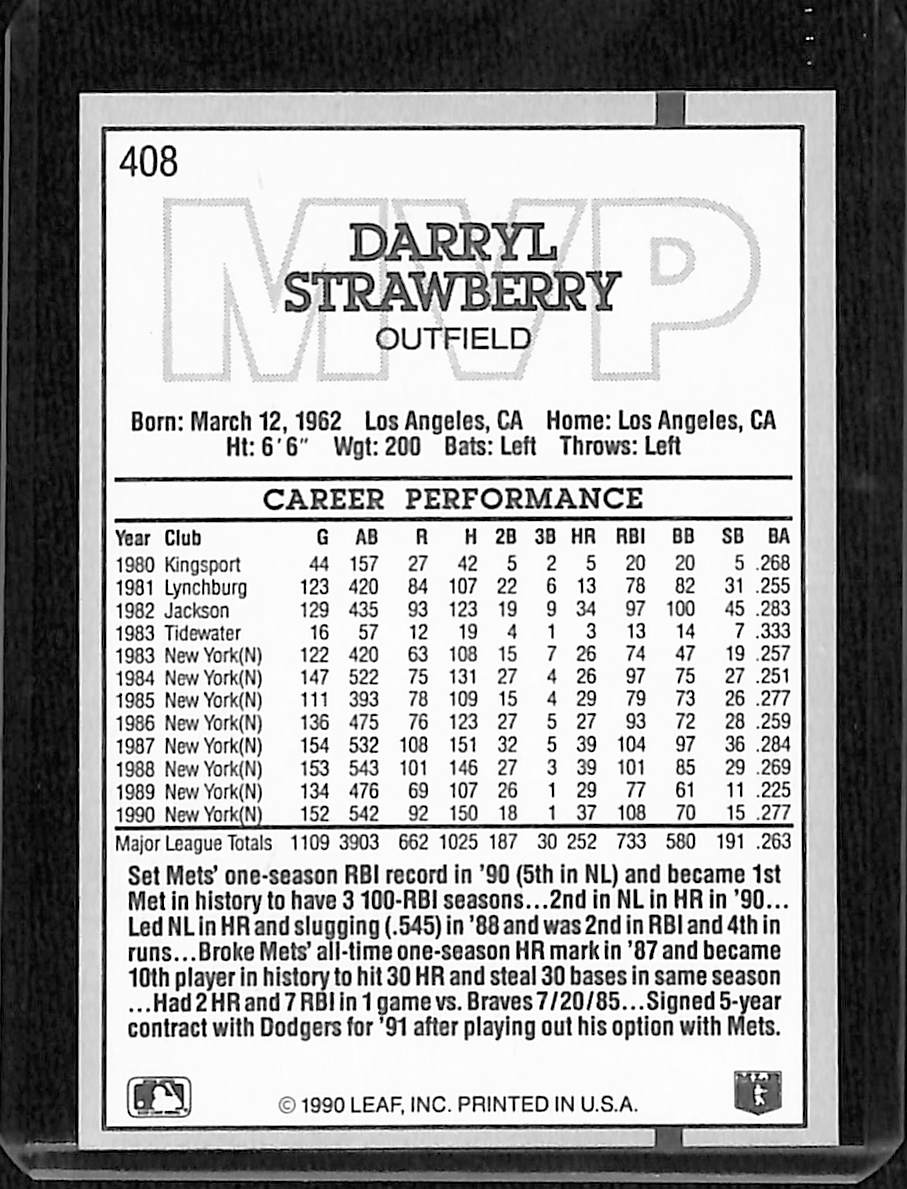 408
MVP
DARRYL
STRAWBERRY
OUTFIELD
Born: March 12, 1962 Los Angeles, CA Home: Los Angeles, CA
Ht: 6'6" Wgt: 200 Bats: Left Throws: Left
CAREER PERFORMANCE
Year Club G AB R H 2B 3B HR RBI BB SB BA
1980 Kingsport 44 157 27 42 5 2 5 20 20 5 .268
1981 Lynchburg 123 420 84 107 22 6 13 78 82 31 .255
1982 Jackson 129 435 93 123 19 9 34 97 100 45 .283
1983 Tidewater 16 57 12 19 4 1 3 13 14 7 .333
1983 New York(N) 122 420 63 108 15 7 26 74 47 19 .257
1984 New York(N) 147 522 75 131 27 4 26 97 75 27 .251
1985 New York(N) 111 393 78 109 15 4 29 79 73 26 .277
1986 New York(N) 136 475 76 123 27 5 27 93 72 28 .259
1987 New York(N) 154 532 108 151 32 5 39 104 97 36 .284
1988 New York(N) 153 543 101 146 27 3 39 101 85 29 .269
1989 New York(N) 134 476 69 107 26 1 29 77 61 11 .225
1990 New York(N) 152 542 92 150 18 1 37 108 70 15 .277
Major League Totals 1109 3903 662 1025 187 30 252 733 580 191 .263
Set Mets' one-season RBI record in '90 (5th in NL) and became 1st
Met in history to have 3 100-RBI seasons...2nd in NL in HR in '90...
Led NL in HR and slugging (.545) in '88 and was 2nd in RBI and 4th in
runs...Broke Mets' all-time one-season HR mark in '87 and became
10th player in history to hit 30 HR and steal 30 bases in same season
...Had 2 HR and 7 RBI in 1 game vs. Braves 7/20/85...Signed 5-year
contract with Dodgers for '91 after playing out his option with Mets.
© 1990 LEAF, INC. PRINTED IN U.S.A.